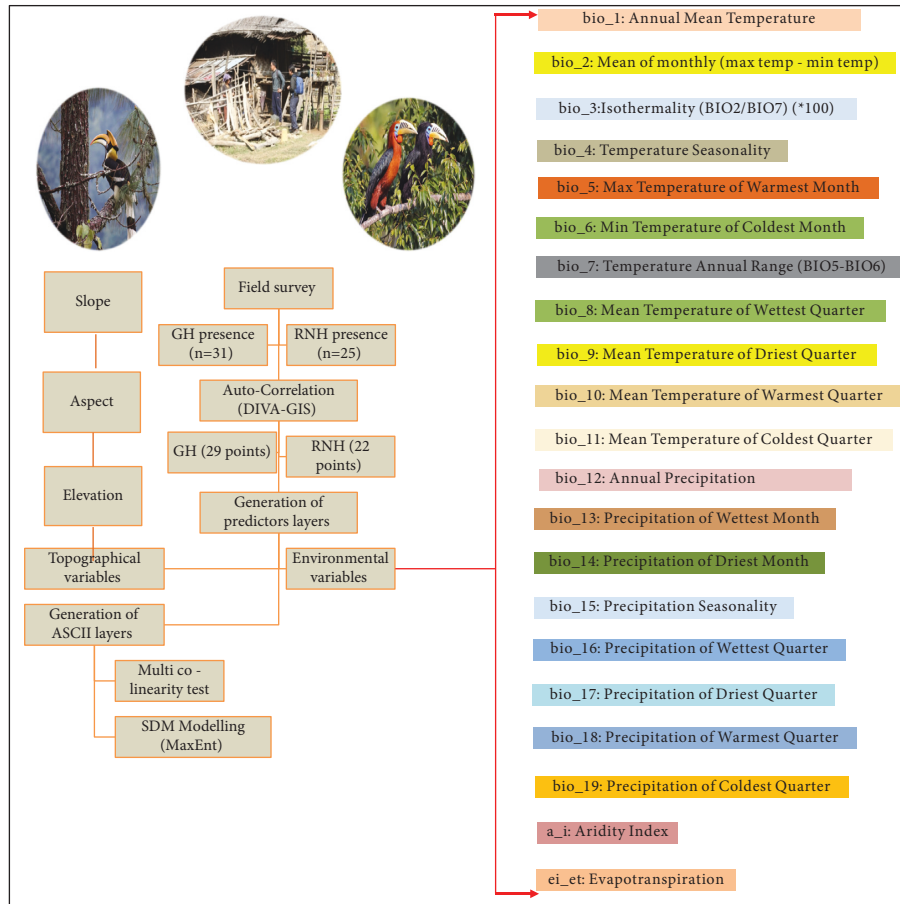 Slope
Aspect
Elevation
Topographical
variables
Generation of
ASCII layers
Multi co -
linearity test
SDM Modelling
(MaxEnt)
Field survey
GH presence
(n=31)
RNH presence
(n=25)
Auto-Correlation
(DIVA-GIS)
GH (29 points)
RNH (22
points)
Generation of
predictors layers
Environmental
variables
bio_1: Annual Mean Temperature
bio_2: Mean of monthly (max temp - min temp)
bio_3:Isothermality (BIO2/BIO7) (*100)
bio_4: Temperature Seasonality
bio_5: Max Temperature of Warmest Month
bio_6: Min Temperature of Coldest Month
bio_7: Temperature Annual Range (BIO5-BIO6)
bio_8: Mean Temperature of Wettest Quarter
bio_9: Mean Temperature of Driest Quarter
bio_10: Mean Temperature of Warmest Quarter
bio_11: Mean Temperature of Coldest Quarter
bio_12: Annual Precipitation
bio_13: Precipitation of Wettest Month
bio_14: Precipitation of Driest Month
bio_15: Precipitation Seasonality
bio_16: Precipitation of Wettest Quarter
bio_17: Precipitation of Driest Quarter
bio_18: Precipitation of Warmest Quarter
bio_19: Precipitation of Coldest Quarter
a_i: Aridity Index
ei_et: Evapotranspiration